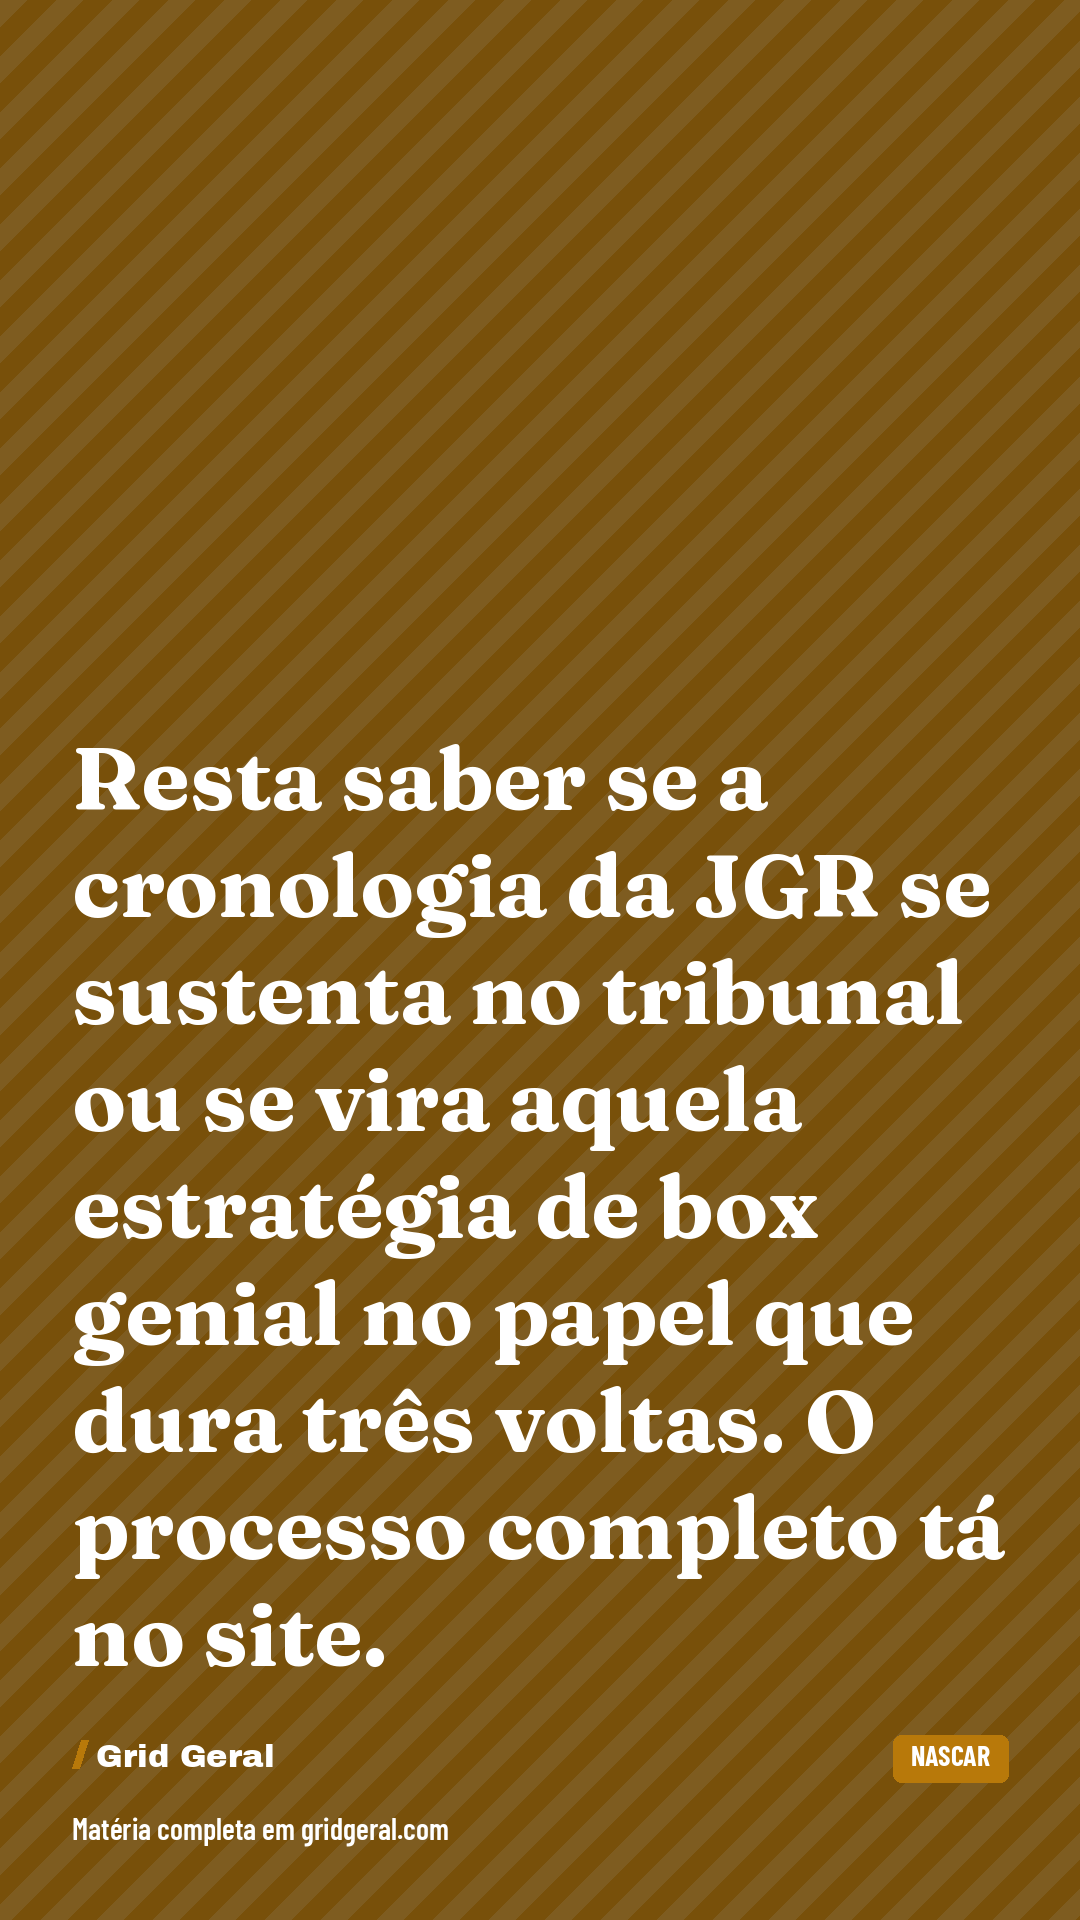 Resta saber se a
cronologia da JGR se
sustenta no tribunal
ou se vira aquela
estratégia de box
genial no papel que
dura três voltas. O
processo completo tá
no site.
/ Grid Geral
NASCAR
Matéria completa em gridgeral.com